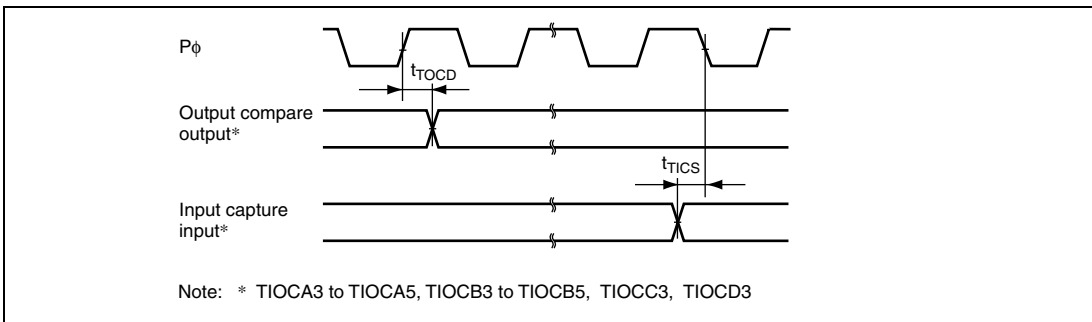 Pϕ
tTOCD
Output compare
output*
tTICS
Input capture
input*
Note: * TIOCA3 to TIOCA5, TIOCB3 to TIOCB5, TIOCC3, TIOCD3